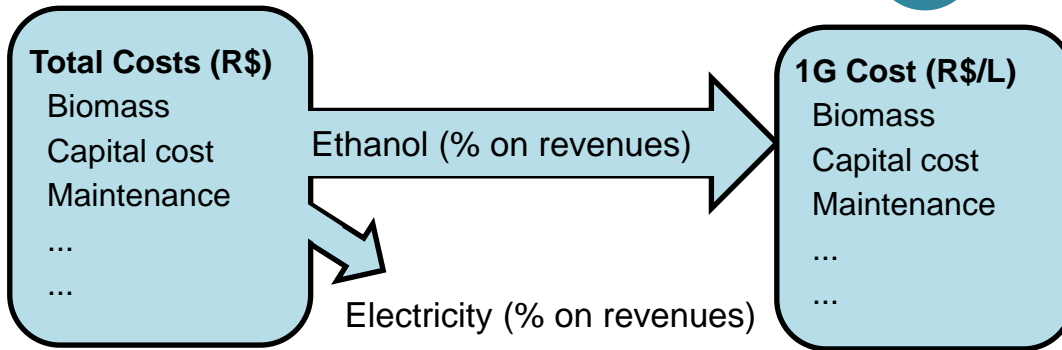 Total Costs (R$)
Biomass
Capital cost
Maintenance
...
...
Ethanol (% on revenues)
Electricity (% on revenues)
1G Cost (R$/L)
Biomass
Capital cost
Maintenance
...
...